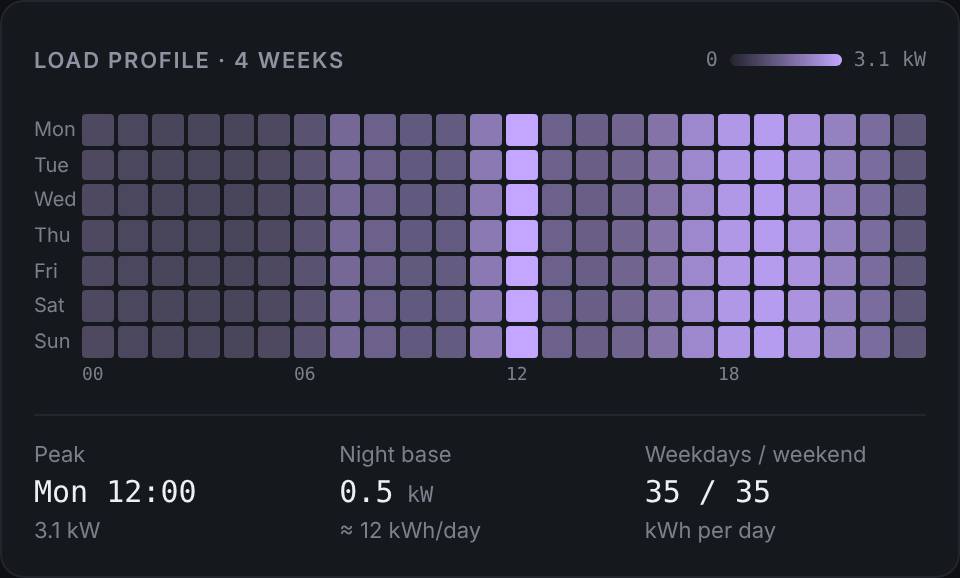 LOAD PROFILE · 4 WEEKS
0 3.1 kW
Mon
Tue
Wed
Thu
Fri
Sat
Sun
00 06 12 18
Peak
Mon 12:00
3.1 kW
Night base
0.5 kW
≈ 12 kWh/day
Weekdays / weekend
35 / 35
kWh per day